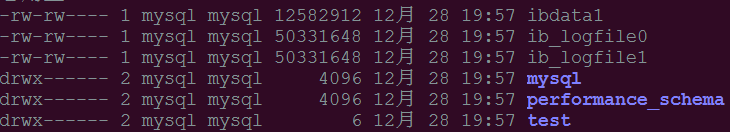 -rw-rw---- 1 mysql mysql 12582912 12月 28 19:57 ibdata1
-rw-rw---- 1 mysql mysql 50331648 12月 28 19:57 ib_logfile0
-rw-rw---- 1 mysql mysql 50331648 12月 28 19:57 ib_logfile1
drwx------ 2 mysql mysql     4096 12月 28 19:57 mysql
drwx------ 2 mysql mysql     4096 12月 28 19:57 performance_schema
drwx------ 2 mysql mysql        6 12月 28 19:57 test